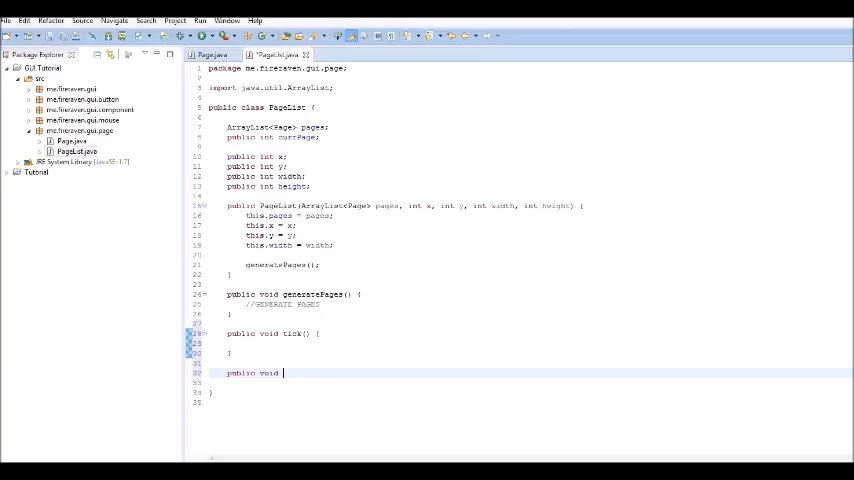 File Edit Refactor Source Navigate Search Project Run Window Help
Package Explorer
Page.java
*PageList.java
GUI Tutorial
src
me.fireraven.gui
me.fireraven.gui.button
me.fireraven.gui.component
me.fireraven.gui.mouse
me.fireraven.gui.page
Page.java
PageList.java
JRE System Library [JavaSE-1.7]
Tutorial
1 package me.fireraven.gui.page;
2
3 import java.util.ArrayList;
4
5 public class PageList {
6
7 ArrayList<Page> pages;
8 public int currPage;
9
10 public int x;
11 public int y;
12 public int width;
13 public int height;
14
15 public PageList(ArrayList<Page> pages, int x, int y, int width, int height) {
16 this.pages = pages;
17 this.x = x;
18 this.y = y;
19 this.width = width;
20
21 generatePages();
22 }
23
24 public void generatePages() {
25 //GENERATE PAGES
26 }
27
28 public void tick() {
29
30 }
31
32 public void
33
34 }
35